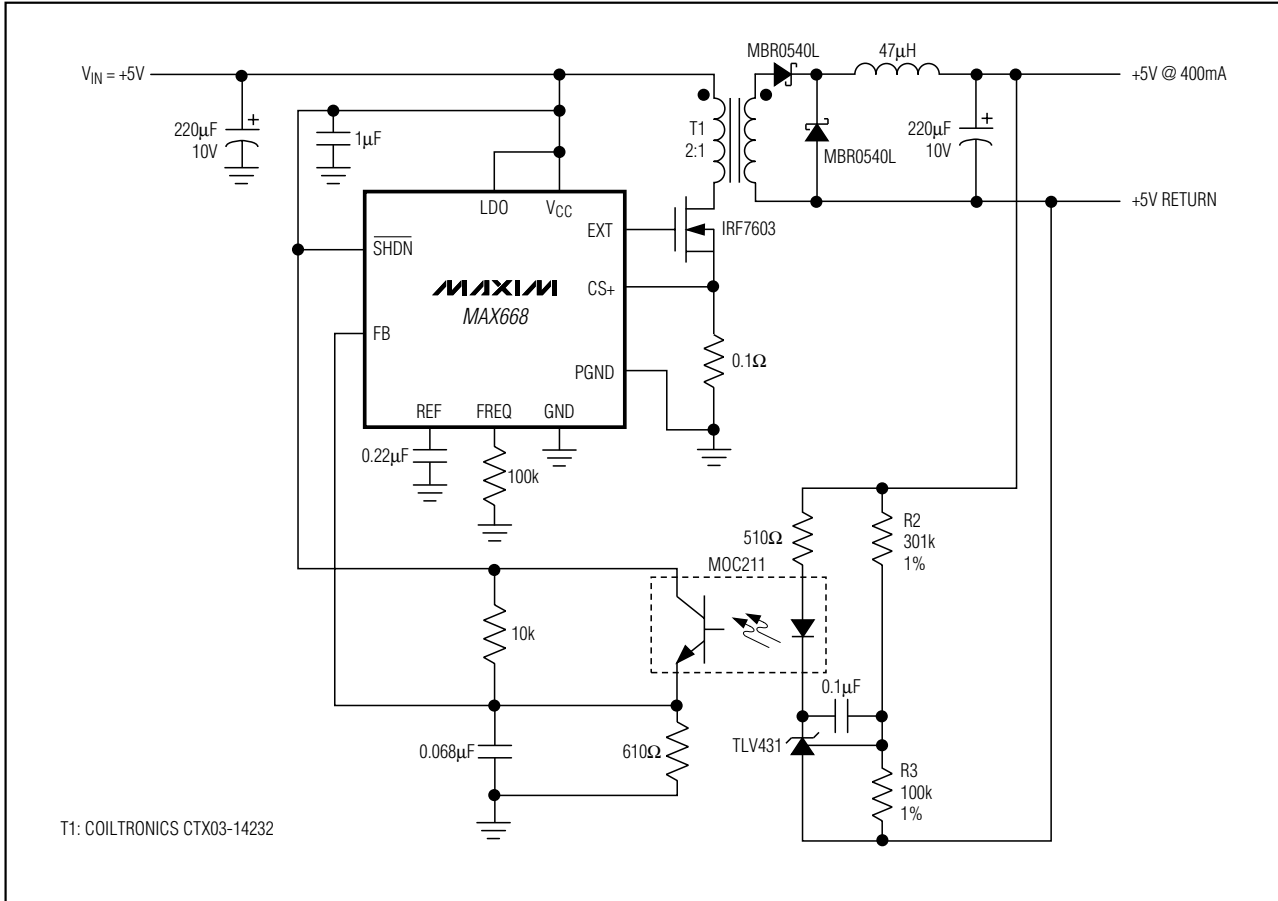 MBR0540L
47µH
V_IN = +5V
+5V @ 400mA
220µF
10V
+
1µF
T1
2:1
MBR0540L
220µF
10V
+
LDO
V_CC
+5V RETURN
EXT
IRF7603
SHDN
MAXIM
MAX668
CS+
FB
0.1Ω
PGND
REF
FREQ
GND
0.22µF
100k
510Ω
R2
301k
1%
MOC211
10k
0.1µF
0.068µF
610Ω
TLV431
R3
100k
1%
T1: COILTRONICS CTX03-14232